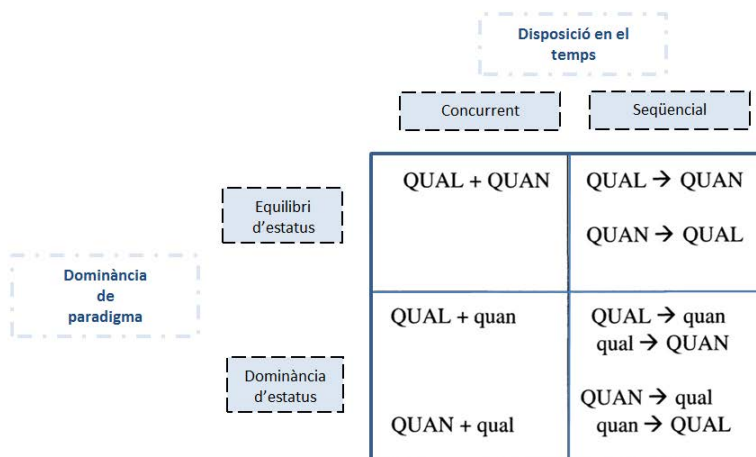 Disposició en el
temps
Concurrent
Seqüencial
Equilibri
d'estatus
QUAL + QUAN
QUAL → QUAN
QUAN → QUAL
Dominància
de
paradigma
Dominància
d'estatus
QUAL + quan
QUAN + qual
QUAL → quan
qual → QUAN
QUAN → qual
quan → QUAL